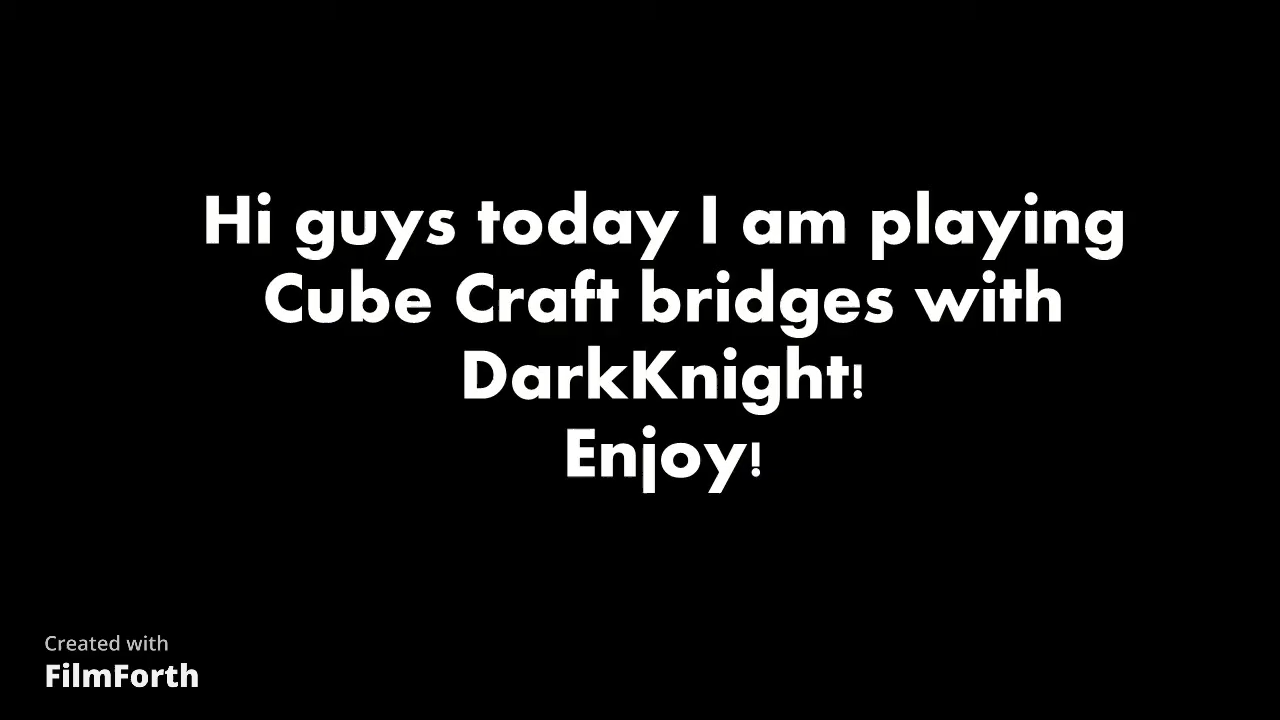 Hi guys today I am playing
Cube Craft bridges with
DarkKnight!
Enjoy!
Created with
FilmForth